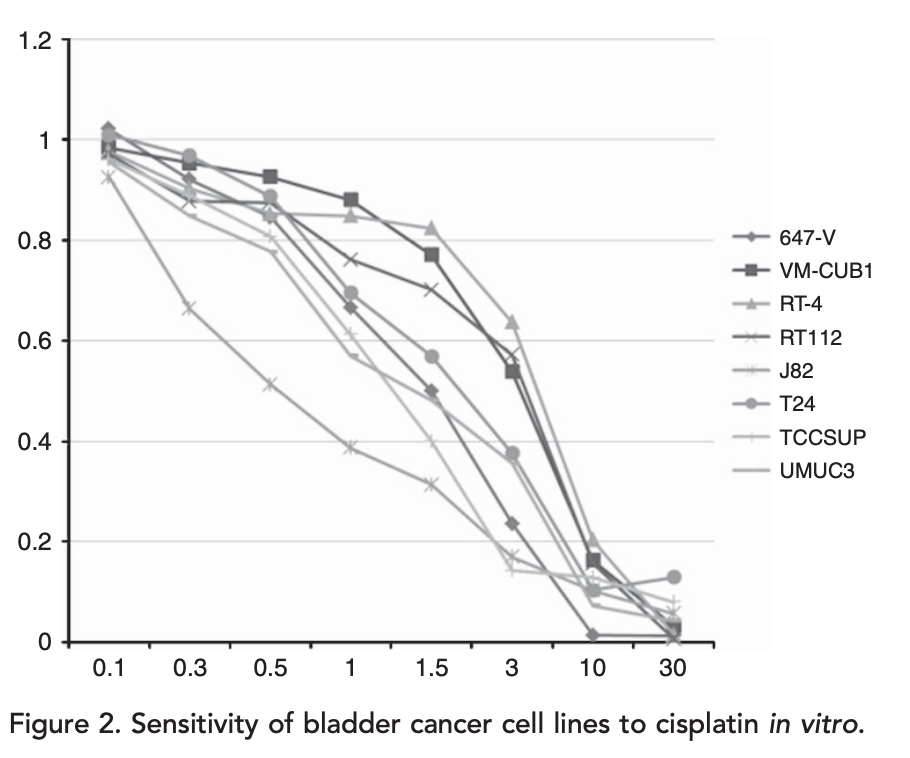 1.2
1
0.8
0.6
0.4
0.2
0
0.1 0.3 0.5 1 1.5 3 10 30
647-V
VM-CUB1
RT-4
RT112
J82
T24
TCCSUP
UMUC3
Figure 2. Sensitivity of bladder cancer cell lines to cisplatin in vitro.